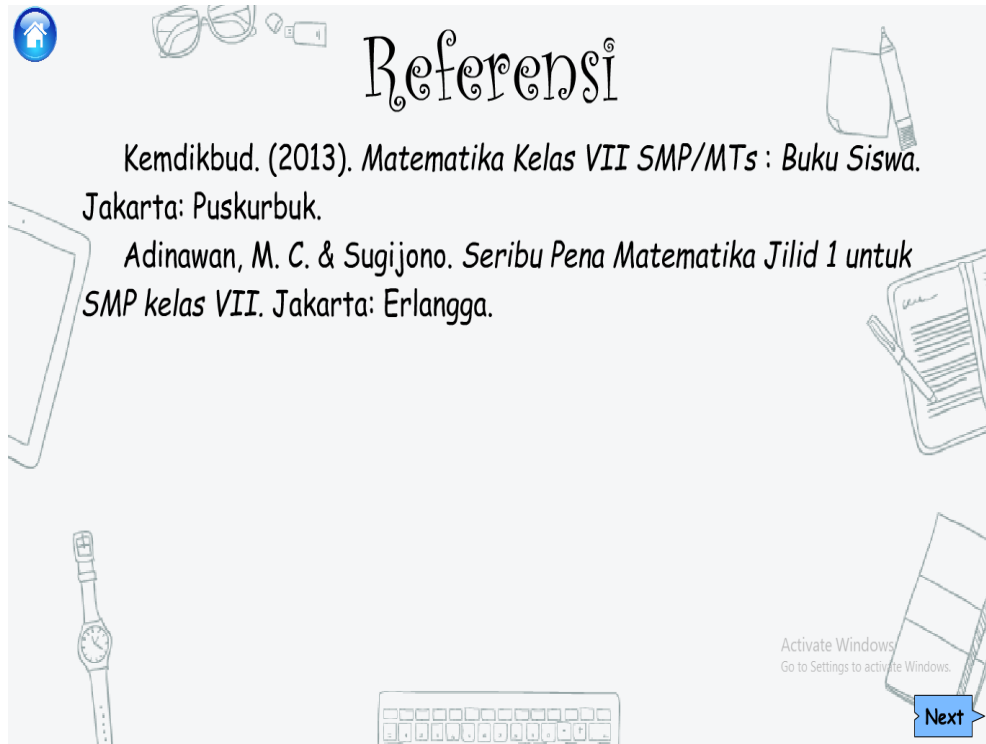 Referensi
Kemdikbud. (2013). Matematika Kelas VII SMP/MTs : Buku Siswa.
Jakarta: Puskurbuk.
Adinawan, M. C. & Sugijono. Seribu Pena Matematika Jilid 1 untuk
SMP kelas VII. Jakarta: Erlangga.
Activate Windows
Go to Settings to activate Windows.
Next